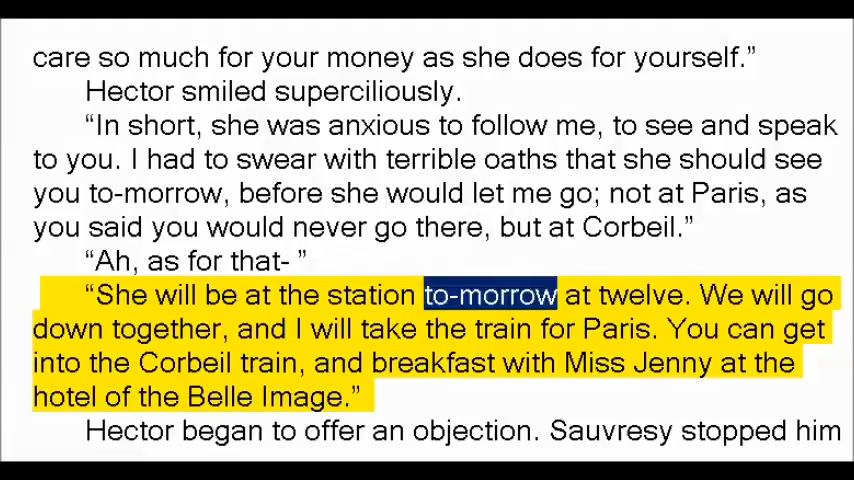 care so much for your money as she does for yourself.”
Hector smiled superciliously.
“In short, she was anxious to follow me, to see and speak
to you. I had to swear with terrible oaths that she should see
you to-morrow, before she would let me go; not at Paris, as
you said you would never go there, but at Corbeil.”
“Ah, as for that- ”
“She will be at the station to-morrow at twelve. We will go
down together, and I will take the train for Paris. You can get
into the Corbeil train, and breakfast with Miss Jenny at the
hotel of the Belle Image.”
Hector began to offer an objection. Sauvresy stopped him